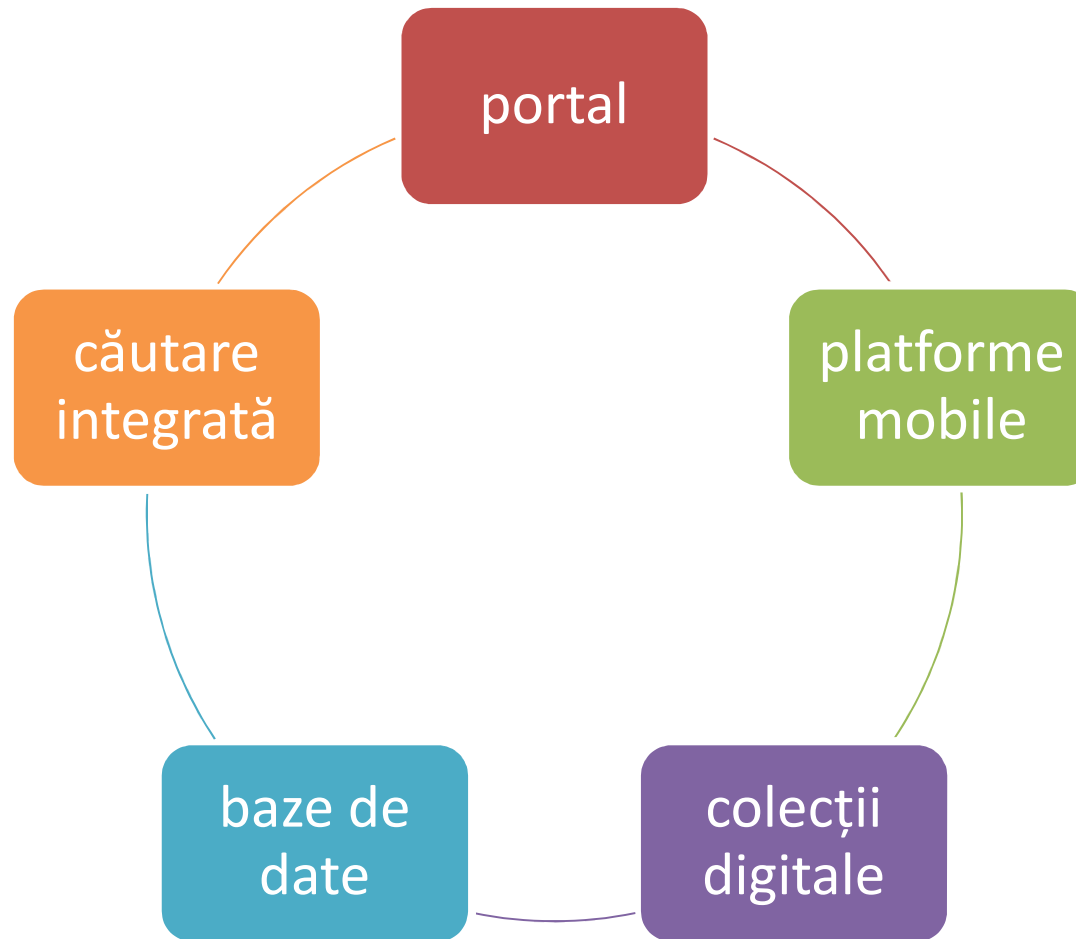 portal
căutare
integrată
platforme
mobile
baze de
date
colecții
digitale